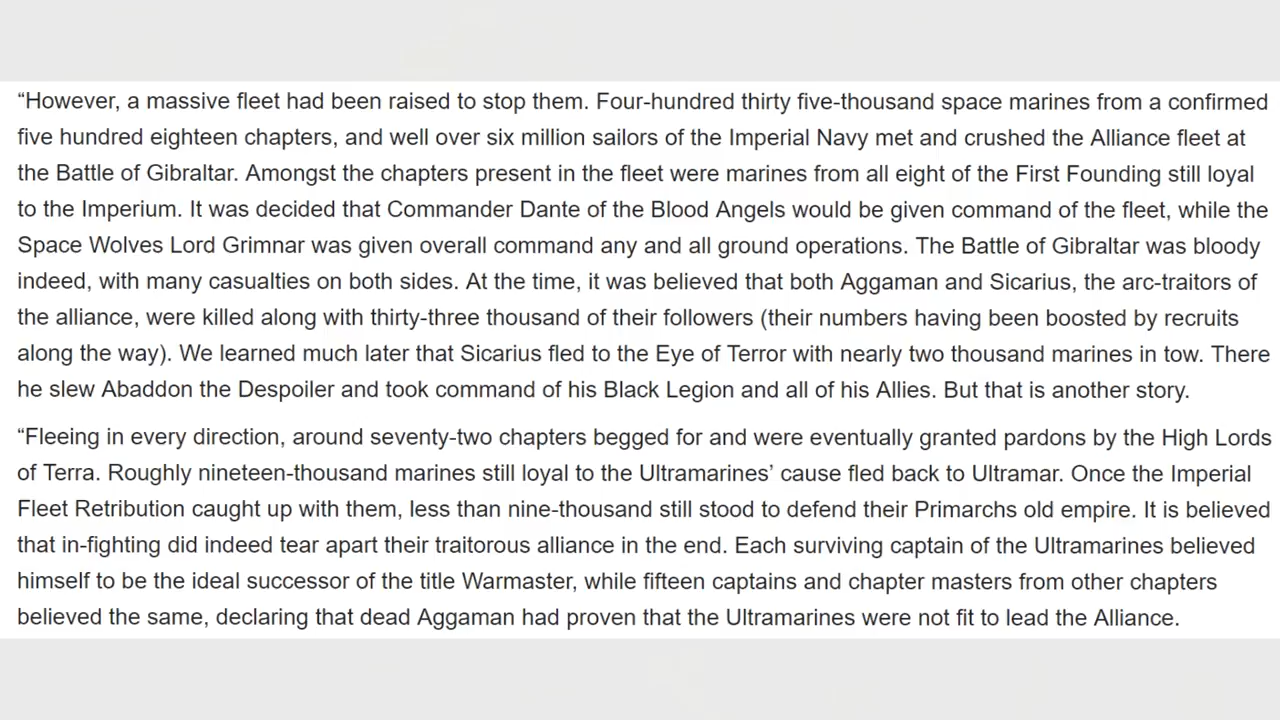 “However, a massive fleet had been raised to stop them. Four-hundred thirty five-thousand space marines from a confirmed
five hundred eighteen chapters, and well over six million sailors of the Imperial Navy met and crushed the Alliance fleet at
the Battle of Gibraltar. Amongst the chapters present in the fleet were marines from all eight of the First Founding still loyal
to the Imperium. It was decided that Commander Dante of the Blood Angels would be given command of the fleet, while the
Space Wolves Lord Grimnar was given overall command any and all ground operations. The Battle of Gibraltar was bloody
indeed, with many casualties on both sides. At the time, it was believed that both Aggaman and Sicarius, the arc-traitors of
the alliance, were killed along with thirty-three thousand of their followers (their numbers having been boosted by recruits
along the way). We learned much later that Sicarius fled to the Eye of Terror with nearly two thousand marines in tow. There
he slew Abaddon the Despoiler and took command of his Black Legion and all of his Allies. But that is another story.
“Fleeing in every direction, around seventy-two chapters begged for and were eventually granted pardons by the High Lords
of Terra. Roughly nineteen-thousand marines still loyal to the Ultramarines’ cause fled back to Ultramar. Once the Imperial
Fleet Retribution caught up with them, less than nine-thousand still stood to defend their Primarchs old empire. It is believed
that in-fighting did indeed tear apart their traitorous alliance in the end. Each surviving captain of the Ultramarines believed
himself to be the ideal successor of the title Warmaster, while fifteen captains and chapter masters from other chapters
believed the same, declaring that dead Aggaman had proven that the Ultramarines were not fit to lead the Alliance.